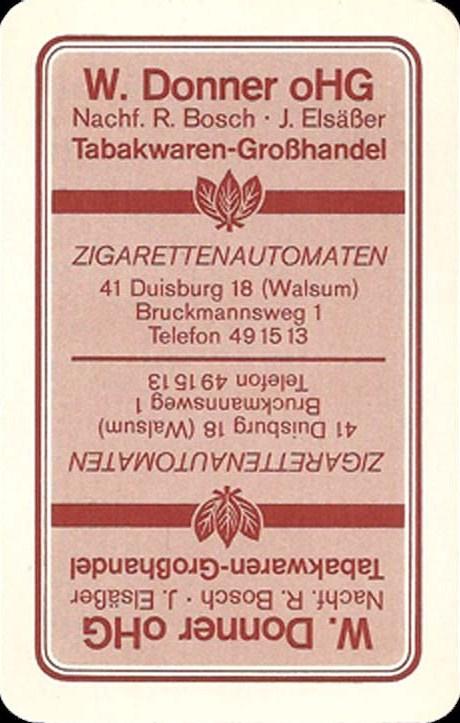 W. Donner oHG
Nachf. R. Bosch · J. Elsäßer
Tabakwaren-Großhandel
ZIGARETTENAUTOMATEN
41 Duisburg 18 (Walsum)
Bruckmannsweg 1
Telefon 49 15 13
Telefon 49 15 13
Bruckmannsweg 1
41 Duisburg 18 (Walsum)
ZIGARETTENAUTOMATEN
Tabakwaren-Großhandel
Nachf. R. Bosch · J. Elsäßer
W. Donner oHG